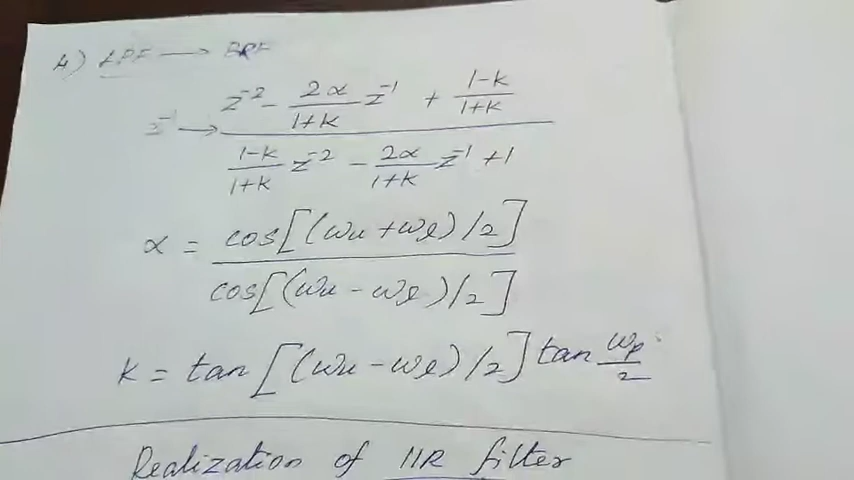 4) LPF → BRF
z⁻¹ → (z⁻² - (2α/(1+k)) z⁻¹ + (1-k)/(1+k)) / (((1-k)/(1+k)) z⁻² - (2α/(1+k)) z⁻¹ + 1)
α = cos[(ωu + ωl)/2] / cos[(ωu - ωl)/2]
k = tan[(ωu - ωl)/2] tan ωp/2
Realization of IIR filter